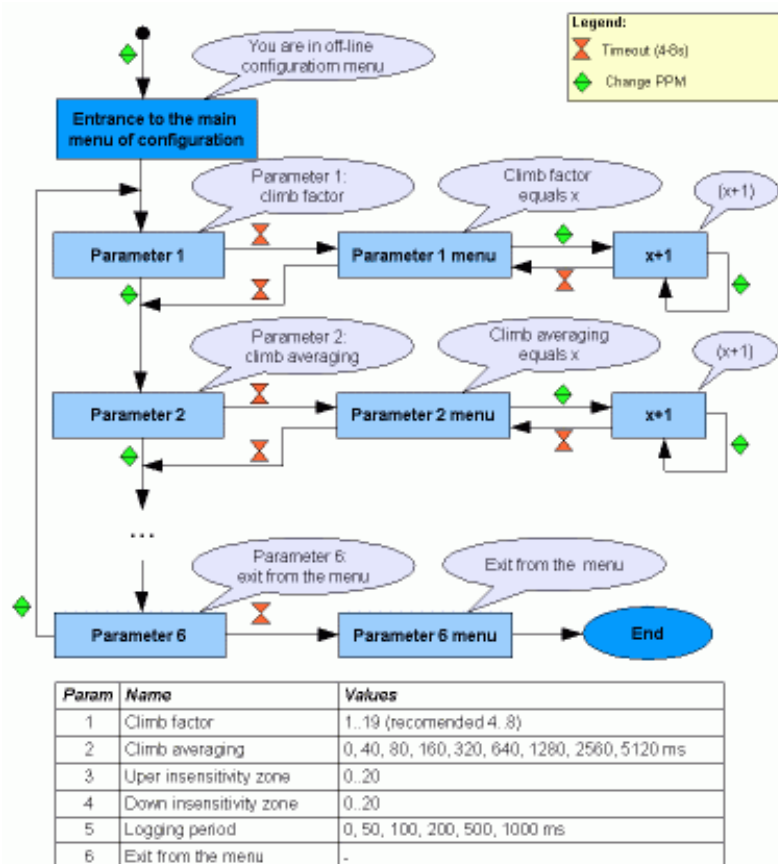 Legend:
Timeout (4-8s)
Change PPM
You are in off-line
configuratiorn menu
Entrance to the main
menu of configuration
Parameter 1:
climb factor
Climb factor
equals x
(x+1)
Parameter 1
Parameter 1 menu
x+1
Parameter 2:
climb averaging
Climb averaging
equals x
(x+1)
Parameter 2
Parameter 2 menu
x+1
...
Parameter 6:
exit from the menu
Exit from the menu
Parameter 6
Parameter 6 menu
End
Param Name Values
1 Climb factor 1..19 (recomended 4..8)
2 Climb averaging 0, 40, 80, 160, 320, 640, 1280, 2560, 5120 ms
3 Uper insensitivity zone 0..20
4 Down insensitivity zone 0..20
5 Logging period 0, 50, 100, 200, 500, 1000 ms
6 Exit from the menu -